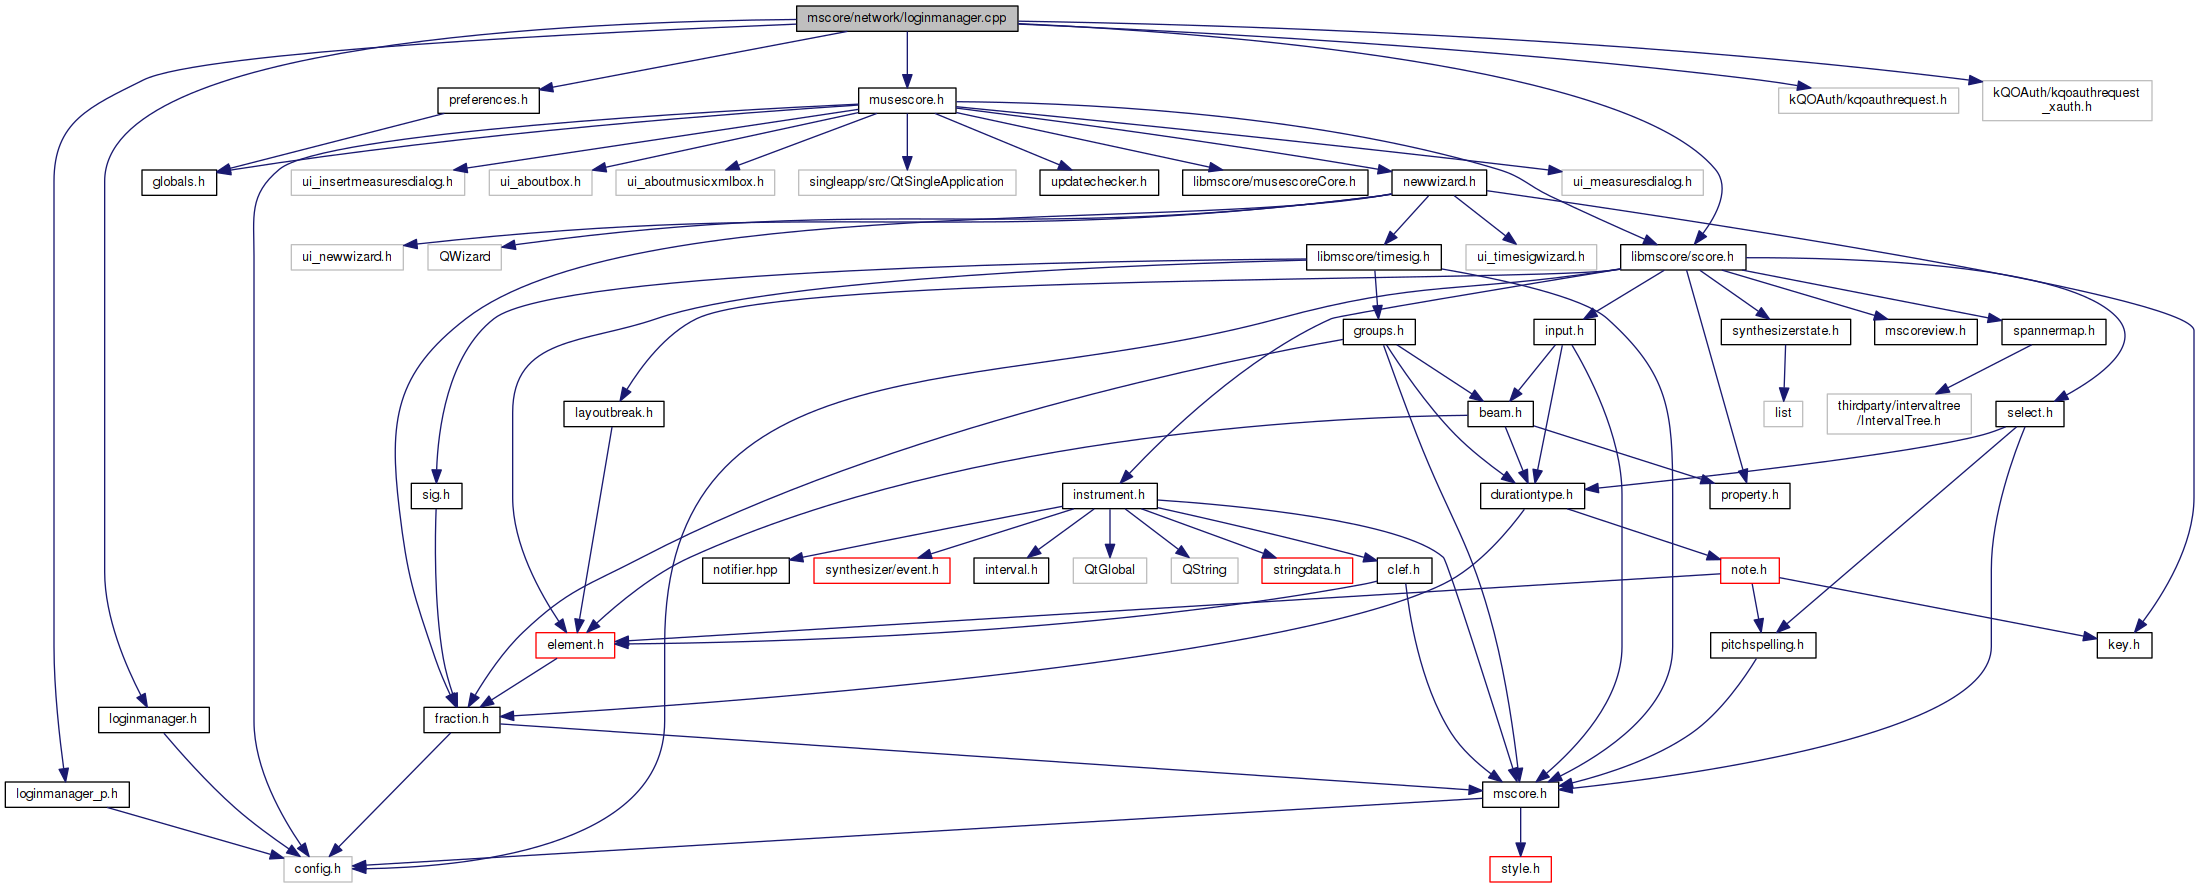 mscore/network/loginmanager.cpp
preferences.h
musescore.h
kQOAuth/kqoauthrequest.h
kQOAuth/kqoauthrequest
_xauth.h
globals.h
ui_insertmeasuresdialog.h
ui_aboutbox.h
ui_aboutmusicxmlbox.h
singleapp/src/QtSingleApplication
updatechecker.h
libmscore/musescoreCore.h
newwizard.h
ui_measuresdialog.h
ui_newwizard.h
QWizard
libmscore/timesig.h
ui_timesigwizard.h
libmscore/score.h
groups.h
input.h
synthesizerstate.h
mscoreview.h
spannermap.h
layoutbreak.h
beam.h
list
thirdparty/intervaltree
/IntervalTree.h
select.h
sig.h
instrument.h
durationtype.h
property.h
notifier.hpp
synthesizer/event.h
interval.h
QtGlobal
QString
stringdata.h
clef.h
note.h
element.h
pitchspelling.h
key.h
loginmanager.h
fraction.h
loginmanager_p.h
mscore.h
config.h
style.h